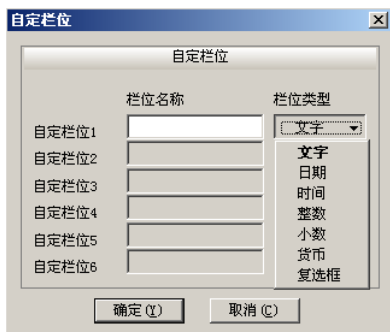 自定栏位
自定栏位
栏位名称 栏位类型
自定栏位1 文字
自定栏位2 文字
自定栏位3 日期
自定栏位4 时间
自定栏位5 整数
自定栏位6 小数
货币
复选框
确定(Y) 取消(C)